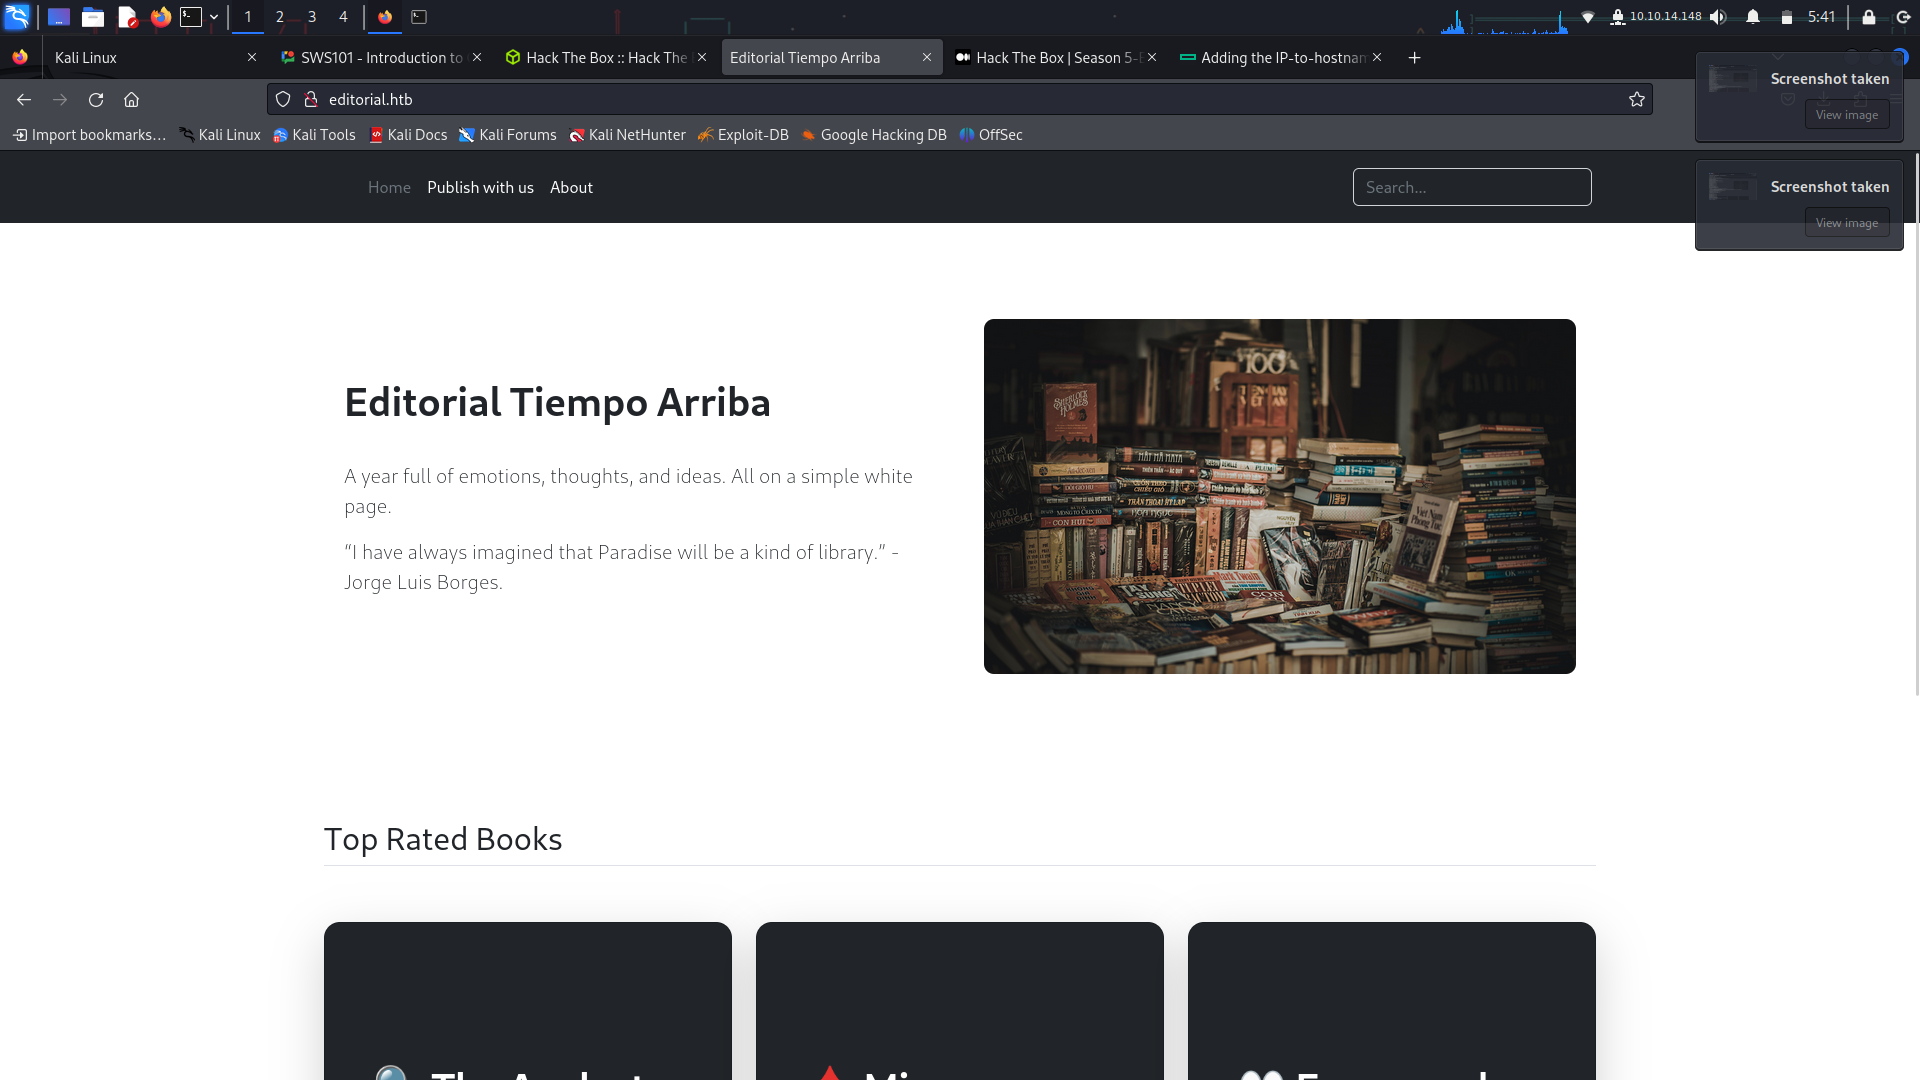 1 2 3 4
10.10.14.148
5:41
Kali Linux
SWS101 - Introduction to
Hack The Box :: Hack The
Editorial Tiempo Arriba
Hack The Box | Season 5-E
Adding the IP-to-hostnam
editorial.htb
Import bookmarks...
Kali Linux
Kali Tools
Kali Docs
Kali Forums
Kali NetHunter
Exploit-DB
Google Hacking DB
OffSec
Screenshot taken
View image
Screenshot taken
View image
Home
Publish with us
About
Search...
Editorial Tiempo Arriba
A year full of emotions, thoughts, and ideas. All on a simple white
page.
“I have always imagined that Paradise will be a kind of library.” -
Jorge Luis Borges.
SHERLOCK
HOLMES
100
Mark Twain
Top Rated Books